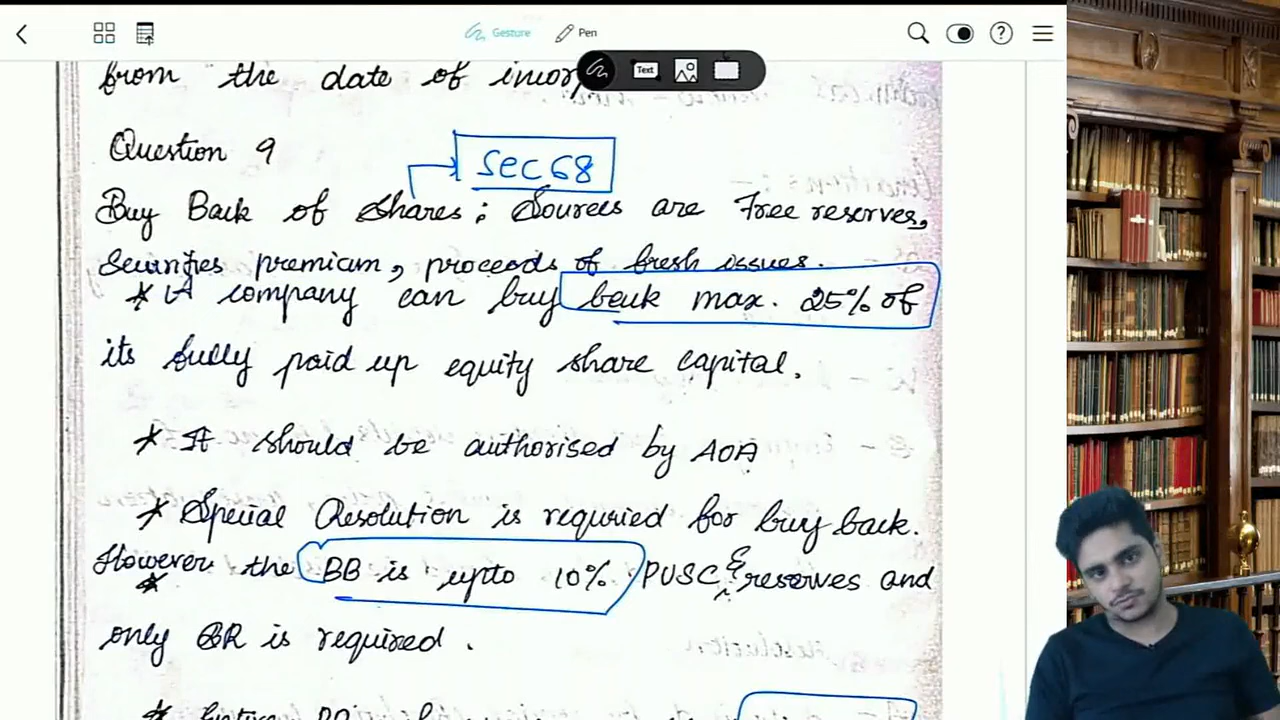 Gesture
Pen
Text
from the date of incorp
Question 9
Sec 68
Buy Back of shares : Sources are Free reserves,
Securities premium, proceeds of fresh issues.
* A company can buy back max. 25% of
its fully paid up equity share capital.
* It should be authorised by AOA
* Special Resolution is requried for buy back.
However the BB is upto 10% PUSC & reserves and
* only BR is required.